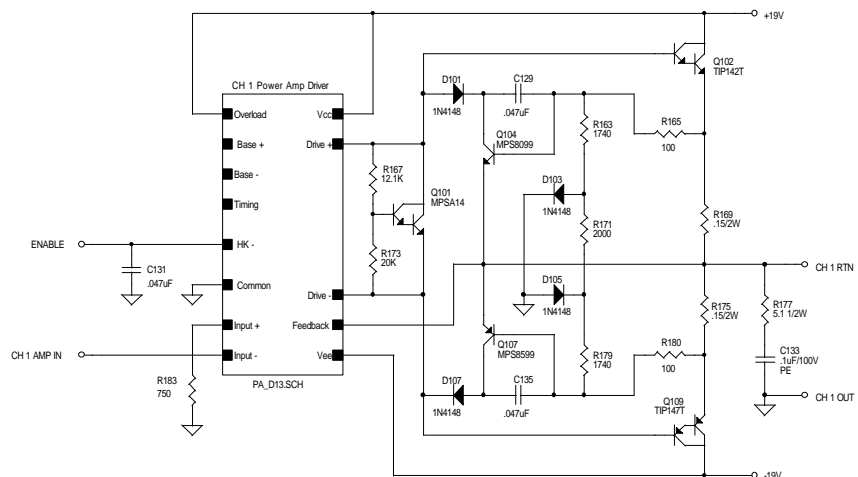 +19V
Q102
TIP142T
CH 1 Power Amp Driver
D101
C129
1N4148
.047uF
Overload
Vcc
Base +
Drive +
Base -
Timing
HK -
Common
Drive -
Input +
Feedback
Input -
Vee
PA_D13.SCH
R167
12.1K
Q101
MPSA14
R173
20K
Q104
MPS8099
R163
1740
R165
100
D103
1N4148
R171
2000
R169
.15/2W
ENABLE
C131
.047uF
CH 1 RTN
D105
1N4148
R175
.15/2W
R177
5.1 1/2W
CH 1 AMP IN
R183
750
Q107
MPS8599
R179
1740
R180
100
C133
.1uF/100V
PE
D107
1N4148
C135
.047uF
Q109
TIP147T
CH 1 OUT
-19V